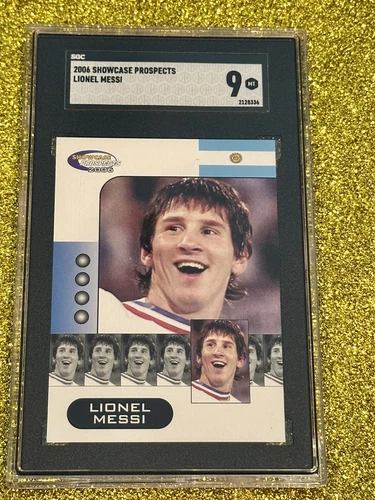 SGC
2006 SHOWCASE PROSPECTS
LIONEL MESSI
9 MT
2128336
SHOWCASE
PROSPECTS
2006
LIONEL
MESSI